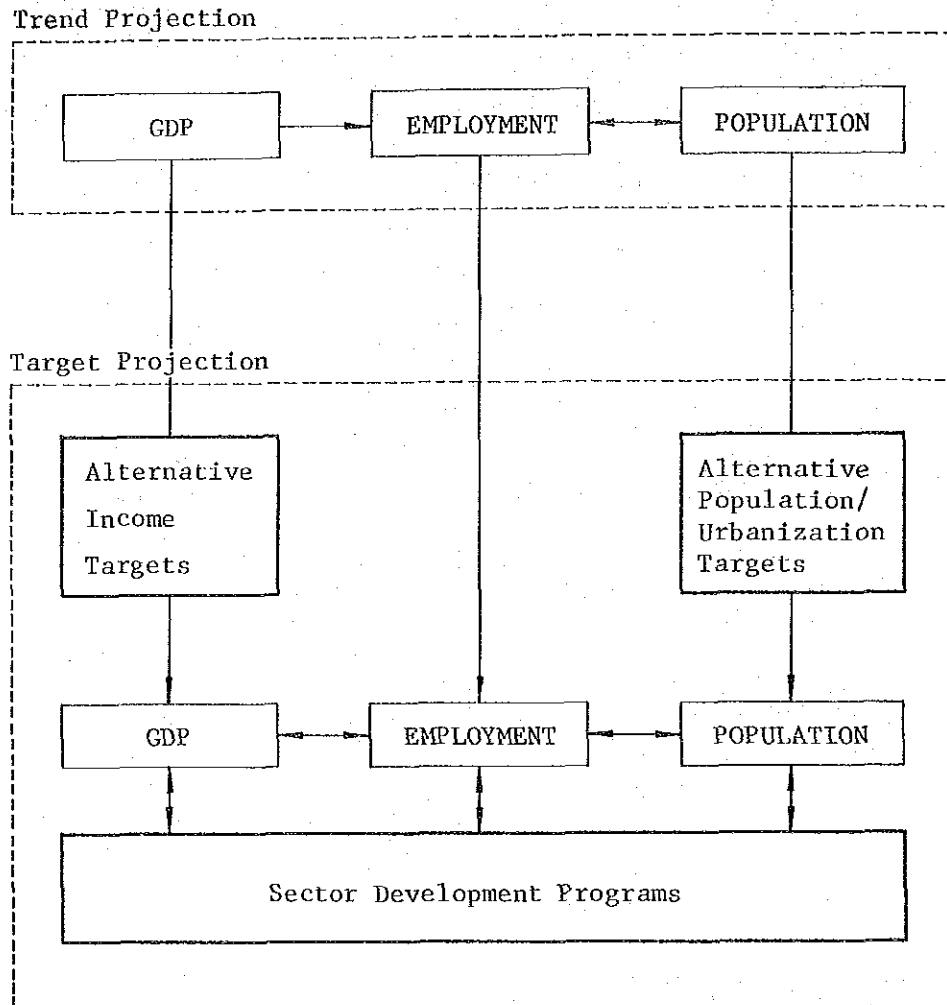 Trend Projection
GDP
EMPLOYMENT
POPULATION
Target Projection
Alternative
Income
Targets
Alternative
Population/
Urbanization
Targets
GDP
EMPLOYMENT
POPULATION
Sector Development Programs